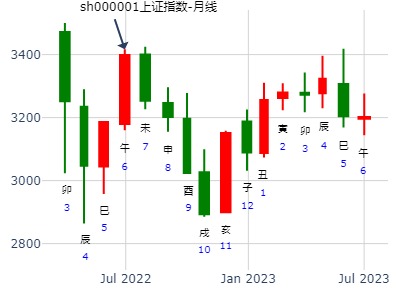 sh000001上证指数-月线
3400
3200
3000
2800
卯
3
辰
4
巳
5
午
6
未
7
申
8
酉
9
戌
10
亥
11
子
12
丑
1
寅
2
卯
3
辰
4
巳
5
午
6
Jul 2022
Jan 2023
Jul 2023